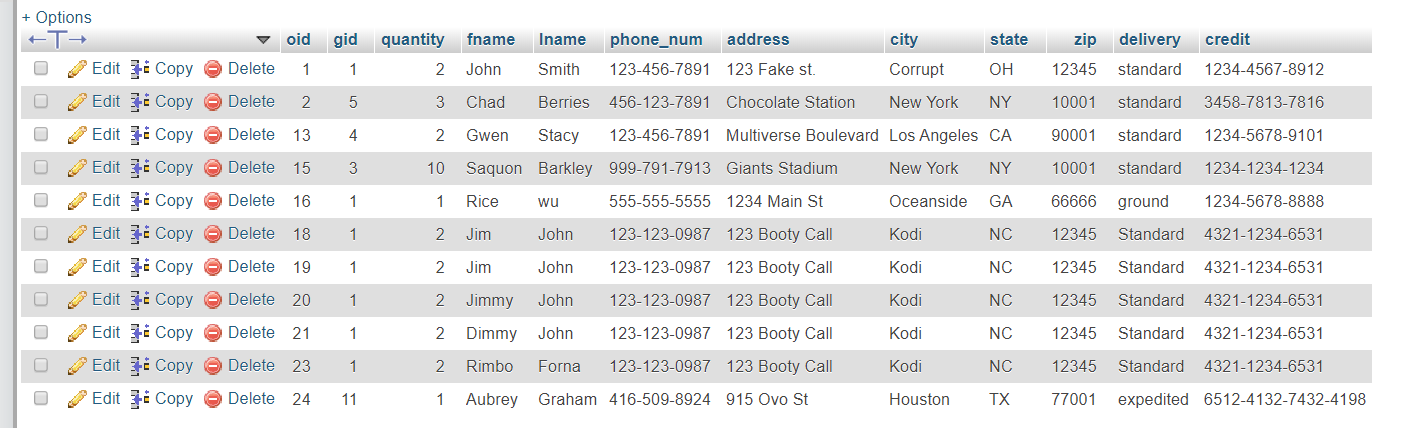 + Options
←T→ oid gid quantity fname lname phone_num address city state zip delivery credit
Edit Copy Delete 1 1 2 John Smith 123-456-7891 123 Fake st. Corrupt OH 12345 standard 1234-4567-8912
Edit Copy Delete 2 5 3 Chad Berries 456-123-7891 Chocolate Station New York NY 10001 standard 3458-7813-7816
Edit Copy Delete 13 4 2 Gwen Stacy 123-456-7891 Multiverse Boulevard Los Angeles CA 90001 standard 1234-5678-9101
Edit Copy Delete 15 3 10 Saquon Barkley 999-791-7913 Giants Stadium New York NY 10001 standard 1234-1234-1234
Edit Copy Delete 16 1 1 Rice wu 555-555-5555 1234 Main St Oceanside GA 66666 ground 1234-5678-8888
Edit Copy Delete 18 1 2 Jim John 123-123-0987 123 Booty Call Kodi NC 12345 Standard 4321-1234-6531
Edit Copy Delete 19 1 2 Jim John 123-123-0987 123 Booty Call Kodi NC 12345 Standard 4321-1234-6531
Edit Copy Delete 20 1 2 Jimmy John 123-123-0987 123 Booty Call Kodi NC 12345 Standard 4321-1234-6531
Edit Copy Delete 21 1 2 Dimmy John 123-123-0987 123 Booty Call Kodi NC 12345 Standard 4321-1234-6531
Edit Copy Delete 23 1 2 Rimbo Forna 123-123-0987 123 Booty Call Kodi NC 12345 Standard 4321-1234-6531
Edit Copy Delete 24 11 1 Aubrey Graham 416-509-8924 915 Ovo St Houston TX 77001 expedited 6512-4132-7432-4198